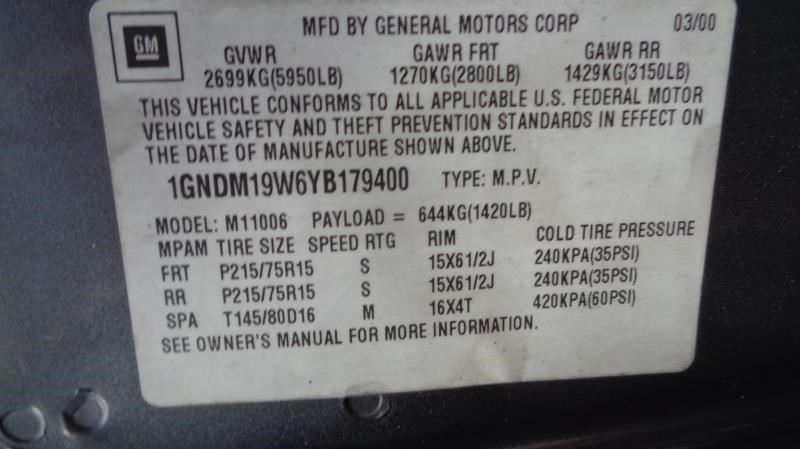 GM
MFD BY GENERAL MOTORS CORP 03/00
GVWR GAWR FRT GAWR RR
2699KG(5950LB) 1270KG(2800LB) 1429KG(3150LB)
THIS VEHICLE CONFORMS TO ALL APPLICABLE U.S. FEDERAL MOTOR
VEHICLE SAFETY AND THEFT PREVENTION STANDARDS IN EFFECT ON
THE DATE OF MANUFACTURE SHOWN ABOVE.
1GNDM19W6YB179400 TYPE: M.P.V.
MODEL: M11006 PAYLOAD = 644KG(1420LB)
MPAM TIRE SIZE SPEED RTG RIM COLD TIRE PRESSURE
FRT P215/75R15 S 15X61/2J 240KPA(35PSI)
RR P215/75R15 S 15X61/2J 240KPA(35PSI)
SPA T145/80D16 M 16X4T 420KPA(60PSI)
SEE OWNER'S MANUAL FOR MORE INFORMATION.